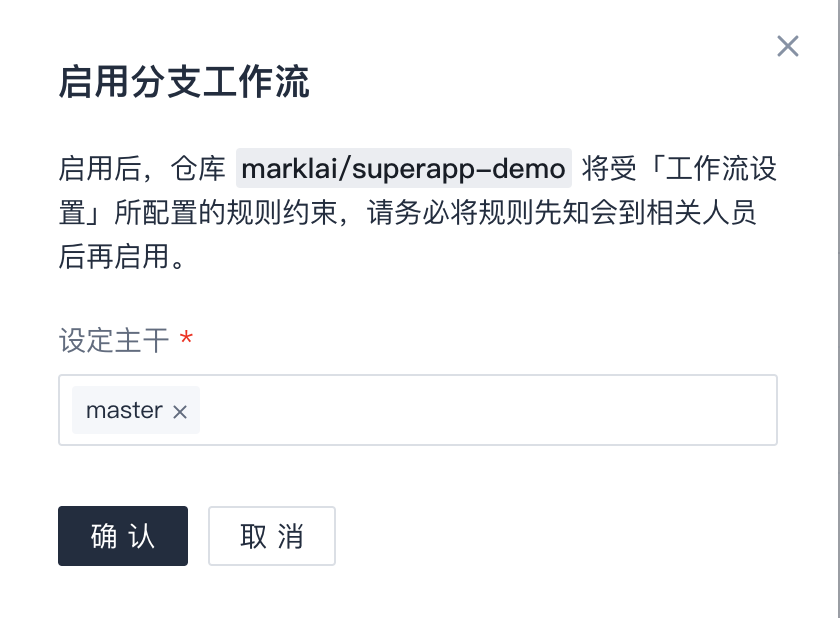 启用分支工作流
启用后，仓库 marklai/superapp-demo 将受「工作流设
置」所配置的规则约束，请务必将规则先知会到相关人员
后再启用。
设定主干 *
master ×
确 认 取 消